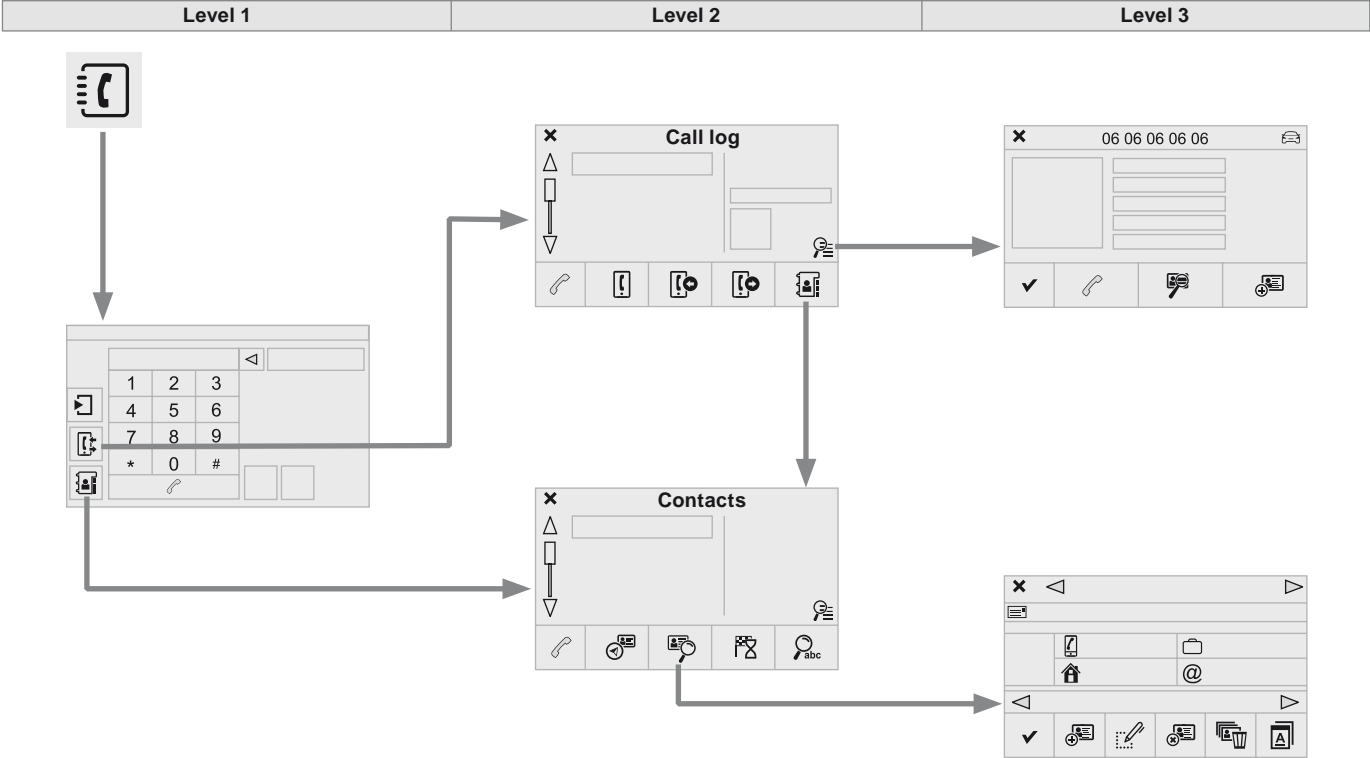 Level 1
Level 2
Level 3
Call log
06 06 06 06 06
1 2 3
4 5 6
7 8 9
* 0 #
Contacts
abc
@
A